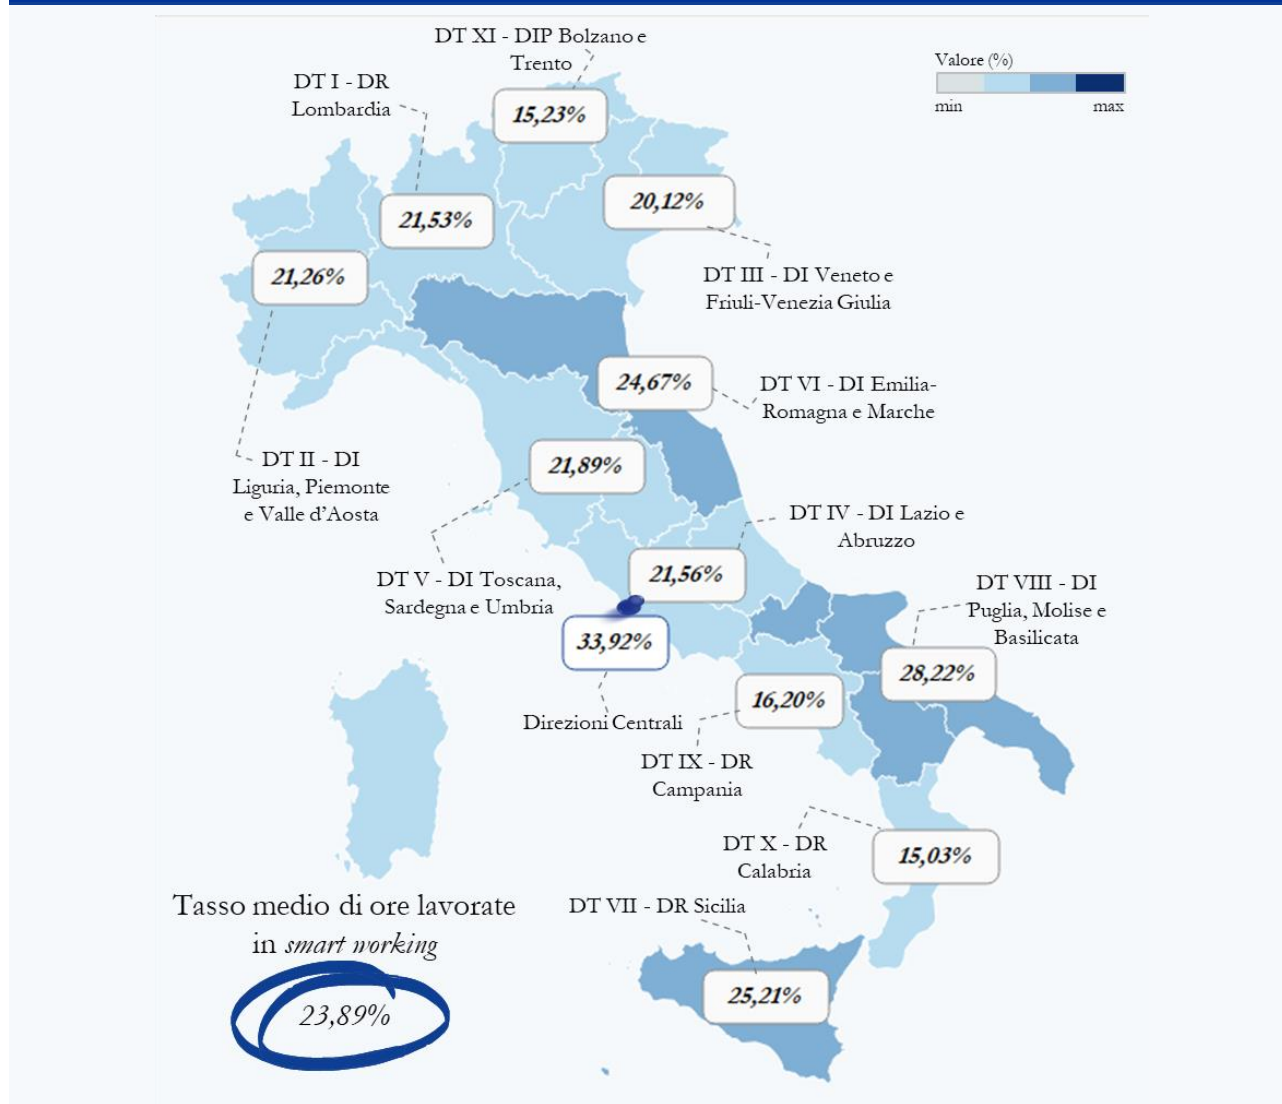 DT XI - DIP Bolzano e
Trento
Valore (%)
min
max
DT I - DR
Lombardia
15,23%
20,12%
21,53%
21,26%
DT III - DI Veneto e
Friuli-Venezia Giulia
24,67%
DT VI - DI Emilia-
Romagna e Marche
DT II - DI
Liguria, Piemonte
e Valle d'Aosta
21,89%
DT IV - DI Lazio e
Abruzzo
21,56%
DT V - DI Toscana,
Sardegna e Umbria
DT VIII - DI
Puglia, Molise e
Basilicata
33,92%
28,22%
Direzioni Centrali
16,20%
DT IX - DR
Campania
DT X - DR
Calabria
15,03%
Tasso medio di ore lavorate
in smart working
23,89%
DT VII - DR Sicilia
25,21%